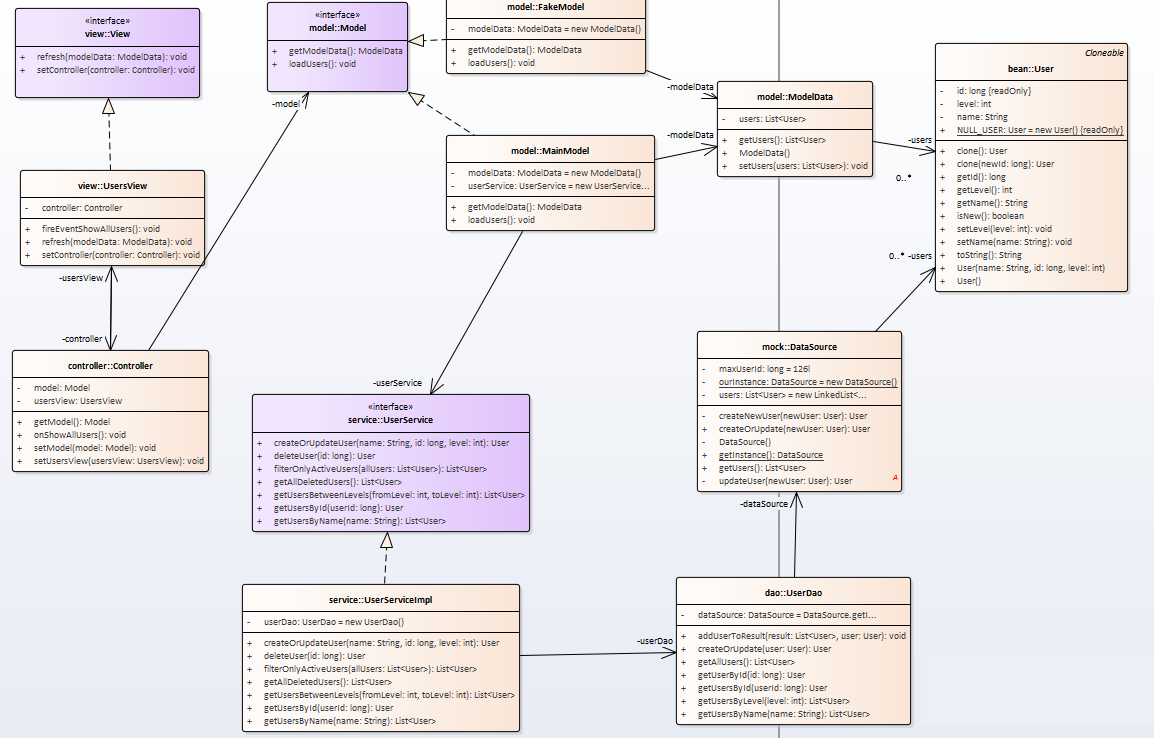 «interface»
view::View
+ refresh(modelData: ModelData): void
+ setController(controller: Controller): void
«interface»
model::Model
+ getModelData(): ModelData
+ loadUsers(): void
model::FakeModel
- modelData: ModelData = new ModelData()
+ getModelData(): ModelData
+ loadUsers(): void
-model
-modelData
model::ModelData
- users: List<User>
+ getUsers(): List<User>
+ ModelData()
+ setUsers(users: List<User>): void
Cloneable
bean::User
- id: long {readOnly}
- level: int
- name: String
+ NULL_USER: User = new User() {readOnly}
+ clone(): User
+ clone(newId: long): User
+ getId(): long
+ getLevel(): int
+ getName(): String
+ isNew(): boolean
+ setLevel(level: int): void
+ setName(name: String): void
+ toString(): String
+ User(name: String, id: long, level: int)
+ User()
-users
0..*
0..* -users
-modelData
model::MainModel
- modelData: ModelData = new ModelData()
- userService: UserService = new UserService...
+ getModelData(): ModelData
+ loadUsers(): void
view::UsersView
- controller: Controller
+ fireEventShowAllUsers(): void
+ refresh(modelData: ModelData): void
+ setController(controller: Controller): void
-usersView
-controller
controller::Controller
- model: Model
- usersView: UsersView
+ getModel(): Model
+ onShowAllUsers(): void
+ setModel(model: Model): void
+ setUsersView(usersView: UsersView): void
-userService
«interface»
service::UserService
+ createOrUpdateUser(name: String, id: long, level: int): User
+ deleteUser(id: long): User
+ filterOnlyActiveUsers(allUsers: List<User>): List<User>
+ getAllDeletedUsers(): List<User>
+ getUsersBetweenLevels(fromLevel: int, toLevel: int): List<User>
+ getUsersById(userId: long): User
+ getUsersByName(name: String): List<User>
mock::DataSource
- maxUserId: long = 126l
- ourInstance: DataSource = new DataSource()
- users: List<User> = new LinkedList<...
- createNewUser(newUser: User): User
+ createOrUpdate(newUser: User): User
- DataSource()
+ getInstance(): DataSource
+ getUsers(): List<User>
- updateUser(newUser: User): User
A
-dataSource
service::UserServiceImpl
- userDao: UserDao = new UserDao()
+ createOrUpdateUser(name: String, id: long, level: int): User
+ deleteUser(id: long): User
+ filterOnlyActiveUsers(allUsers: List<User>): List<User>
+ getAllDeletedUsers(): List<User>
+ getUsersBetweenLevels(fromLevel: int, toLevel: int): List<User>
+ getUsersById(userId: long): User
+ getUsersByName(name: String): List<User>
-userDao
dao::UserDao
- dataSource: DataSource = DataSource.getI...
+ addUserToResult(result: List<User>, user: User): void
+ createOrUpdate(user: User): User
+ getAllUsers(): List<User>
+ getUserById(id: long): User
+ getUsersById(userId: long): User
+ getUsersByLevel(level: int): List<User>
+ getUsersByName(name: String): List<User>